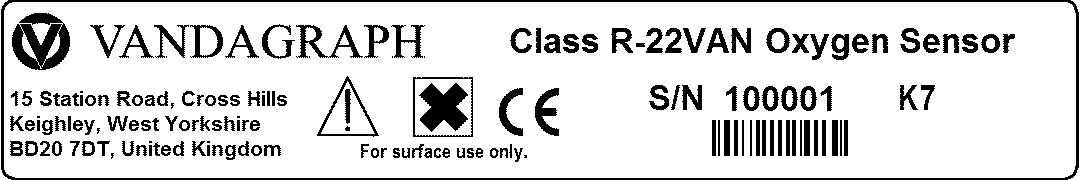 VANDAGRAPH
Class R-22VAN Oxygen Sensor
15 Station Road, Cross Hills
Keighley, West Yorkshire
BD20 7DT, United Kingdom
For surface use only.
S/N 100001 K7